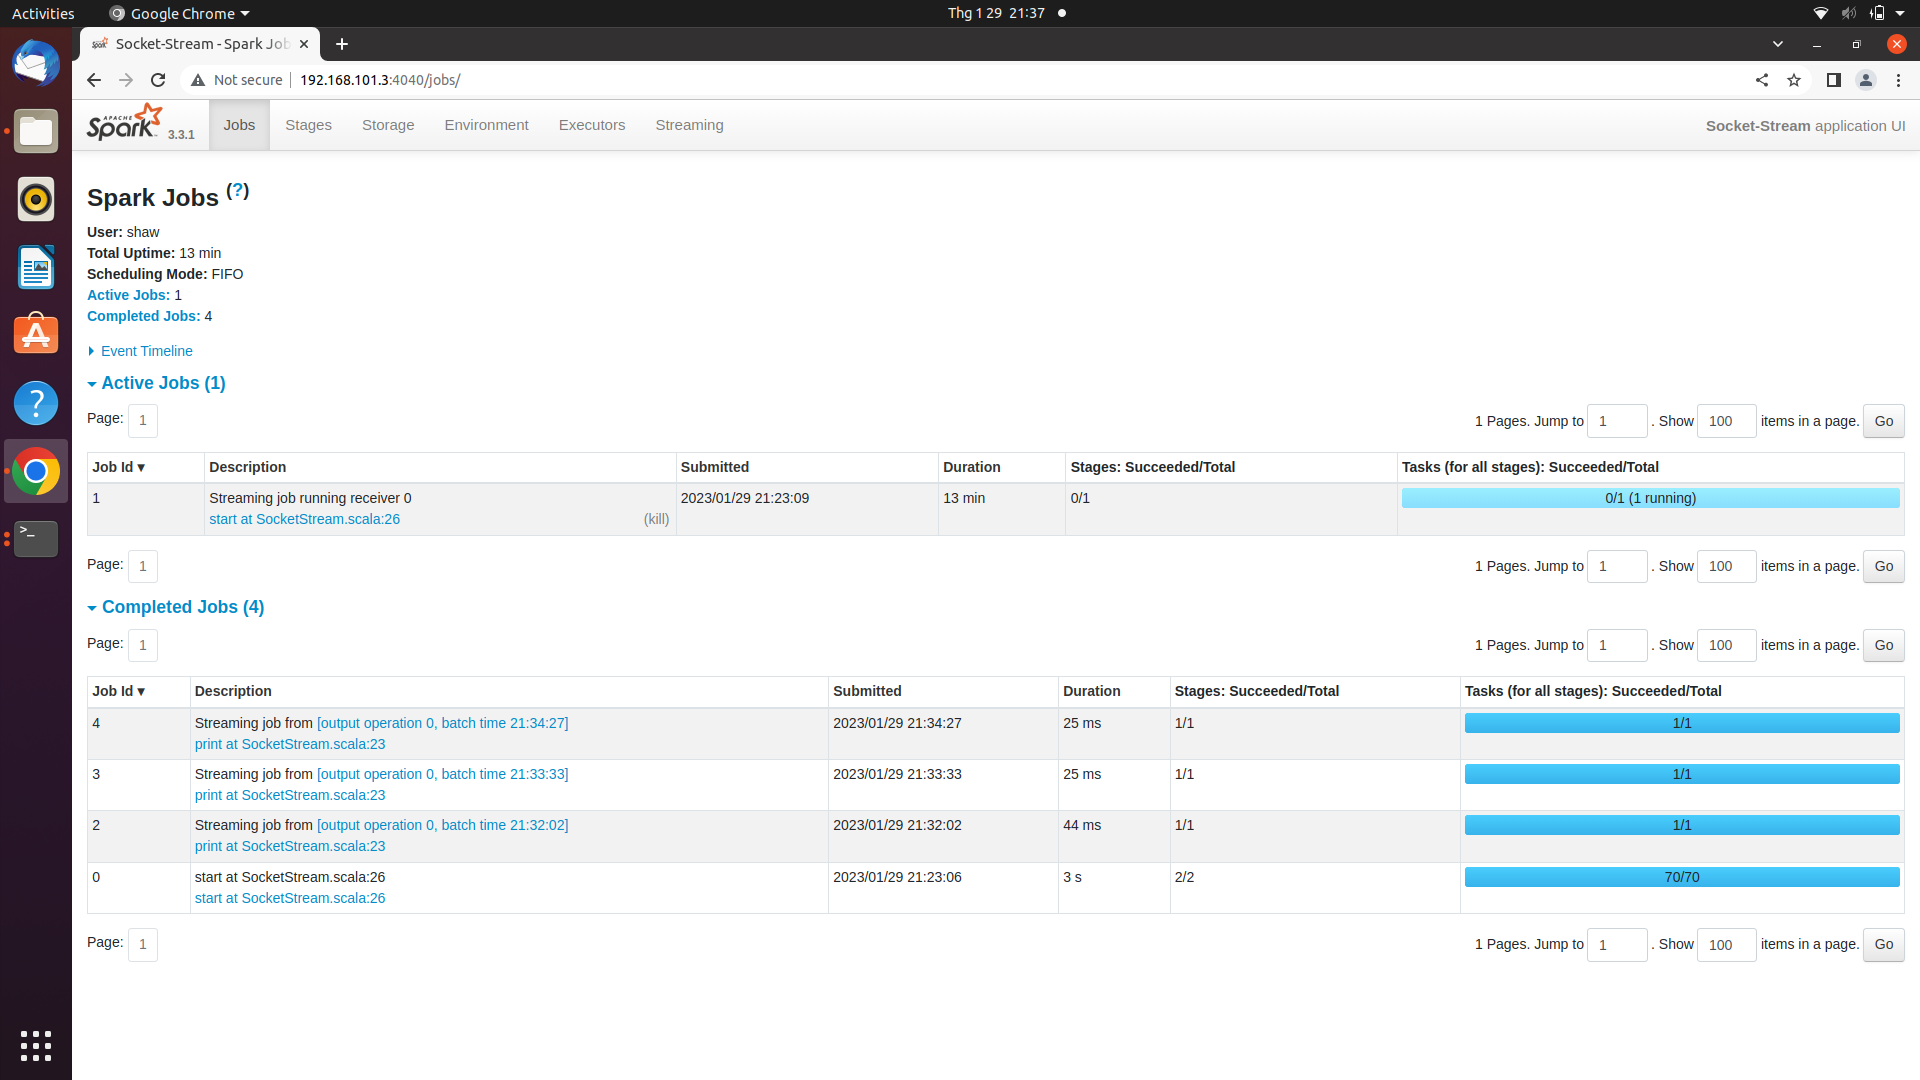 Activities Google Chrome Thg 1 29 21:37
Socket-Stream - Spark Job
Not secure 192.168.101.3:4040/jobs/
APACHE Spark 3.3.1 Jobs Stages Storage Environment Executors Streaming Socket-Stream application UI
Spark Jobs (?)
User: shaw
Total Uptime: 13 min
Scheduling Mode: FIFO
Active Jobs: 1
Completed Jobs: 4
Event Timeline
Active Jobs (1)
Page: 1 1 Pages. Jump to 1 . Show 100 items in a page. Go
Job Id ▾ Description Submitted Duration Stages: Succeeded/Total Tasks (for all stages): Succeeded/Total
1 Streaming job running receiver 0 2023/01/29 21:23:09 13 min 0/1 0/1 (1 running)
start at SocketStream.scala:26 (kill)
Page: 1 1 Pages. Jump to 1 . Show 100 items in a page. Go
Completed Jobs (4)
Page: 1 1 Pages. Jump to 1 . Show 100 items in a page. Go
Job Id ▾ Description Submitted Duration Stages: Succeeded/Total Tasks (for all stages): Succeeded/Total
4 Streaming job from [output operation 0, batch time 21:34:27] 2023/01/29 21:34:27 25 ms 1/1 1/1
print at SocketStream.scala:23
3 Streaming job from [output operation 0, batch time 21:33:33] 2023/01/29 21:33:33 25 ms 1/1 1/1
print at SocketStream.scala:23
2 Streaming job from [output operation 0, batch time 21:32:02] 2023/01/29 21:32:02 44 ms 1/1 1/1
print at SocketStream.scala:23
0 start at SocketStream.scala:26 2023/01/29 21:23:06 3 s 2/2 70/70
start at SocketStream.scala:26
Page: 1 1 Pages. Jump to 1 . Show 100 items in a page. Go